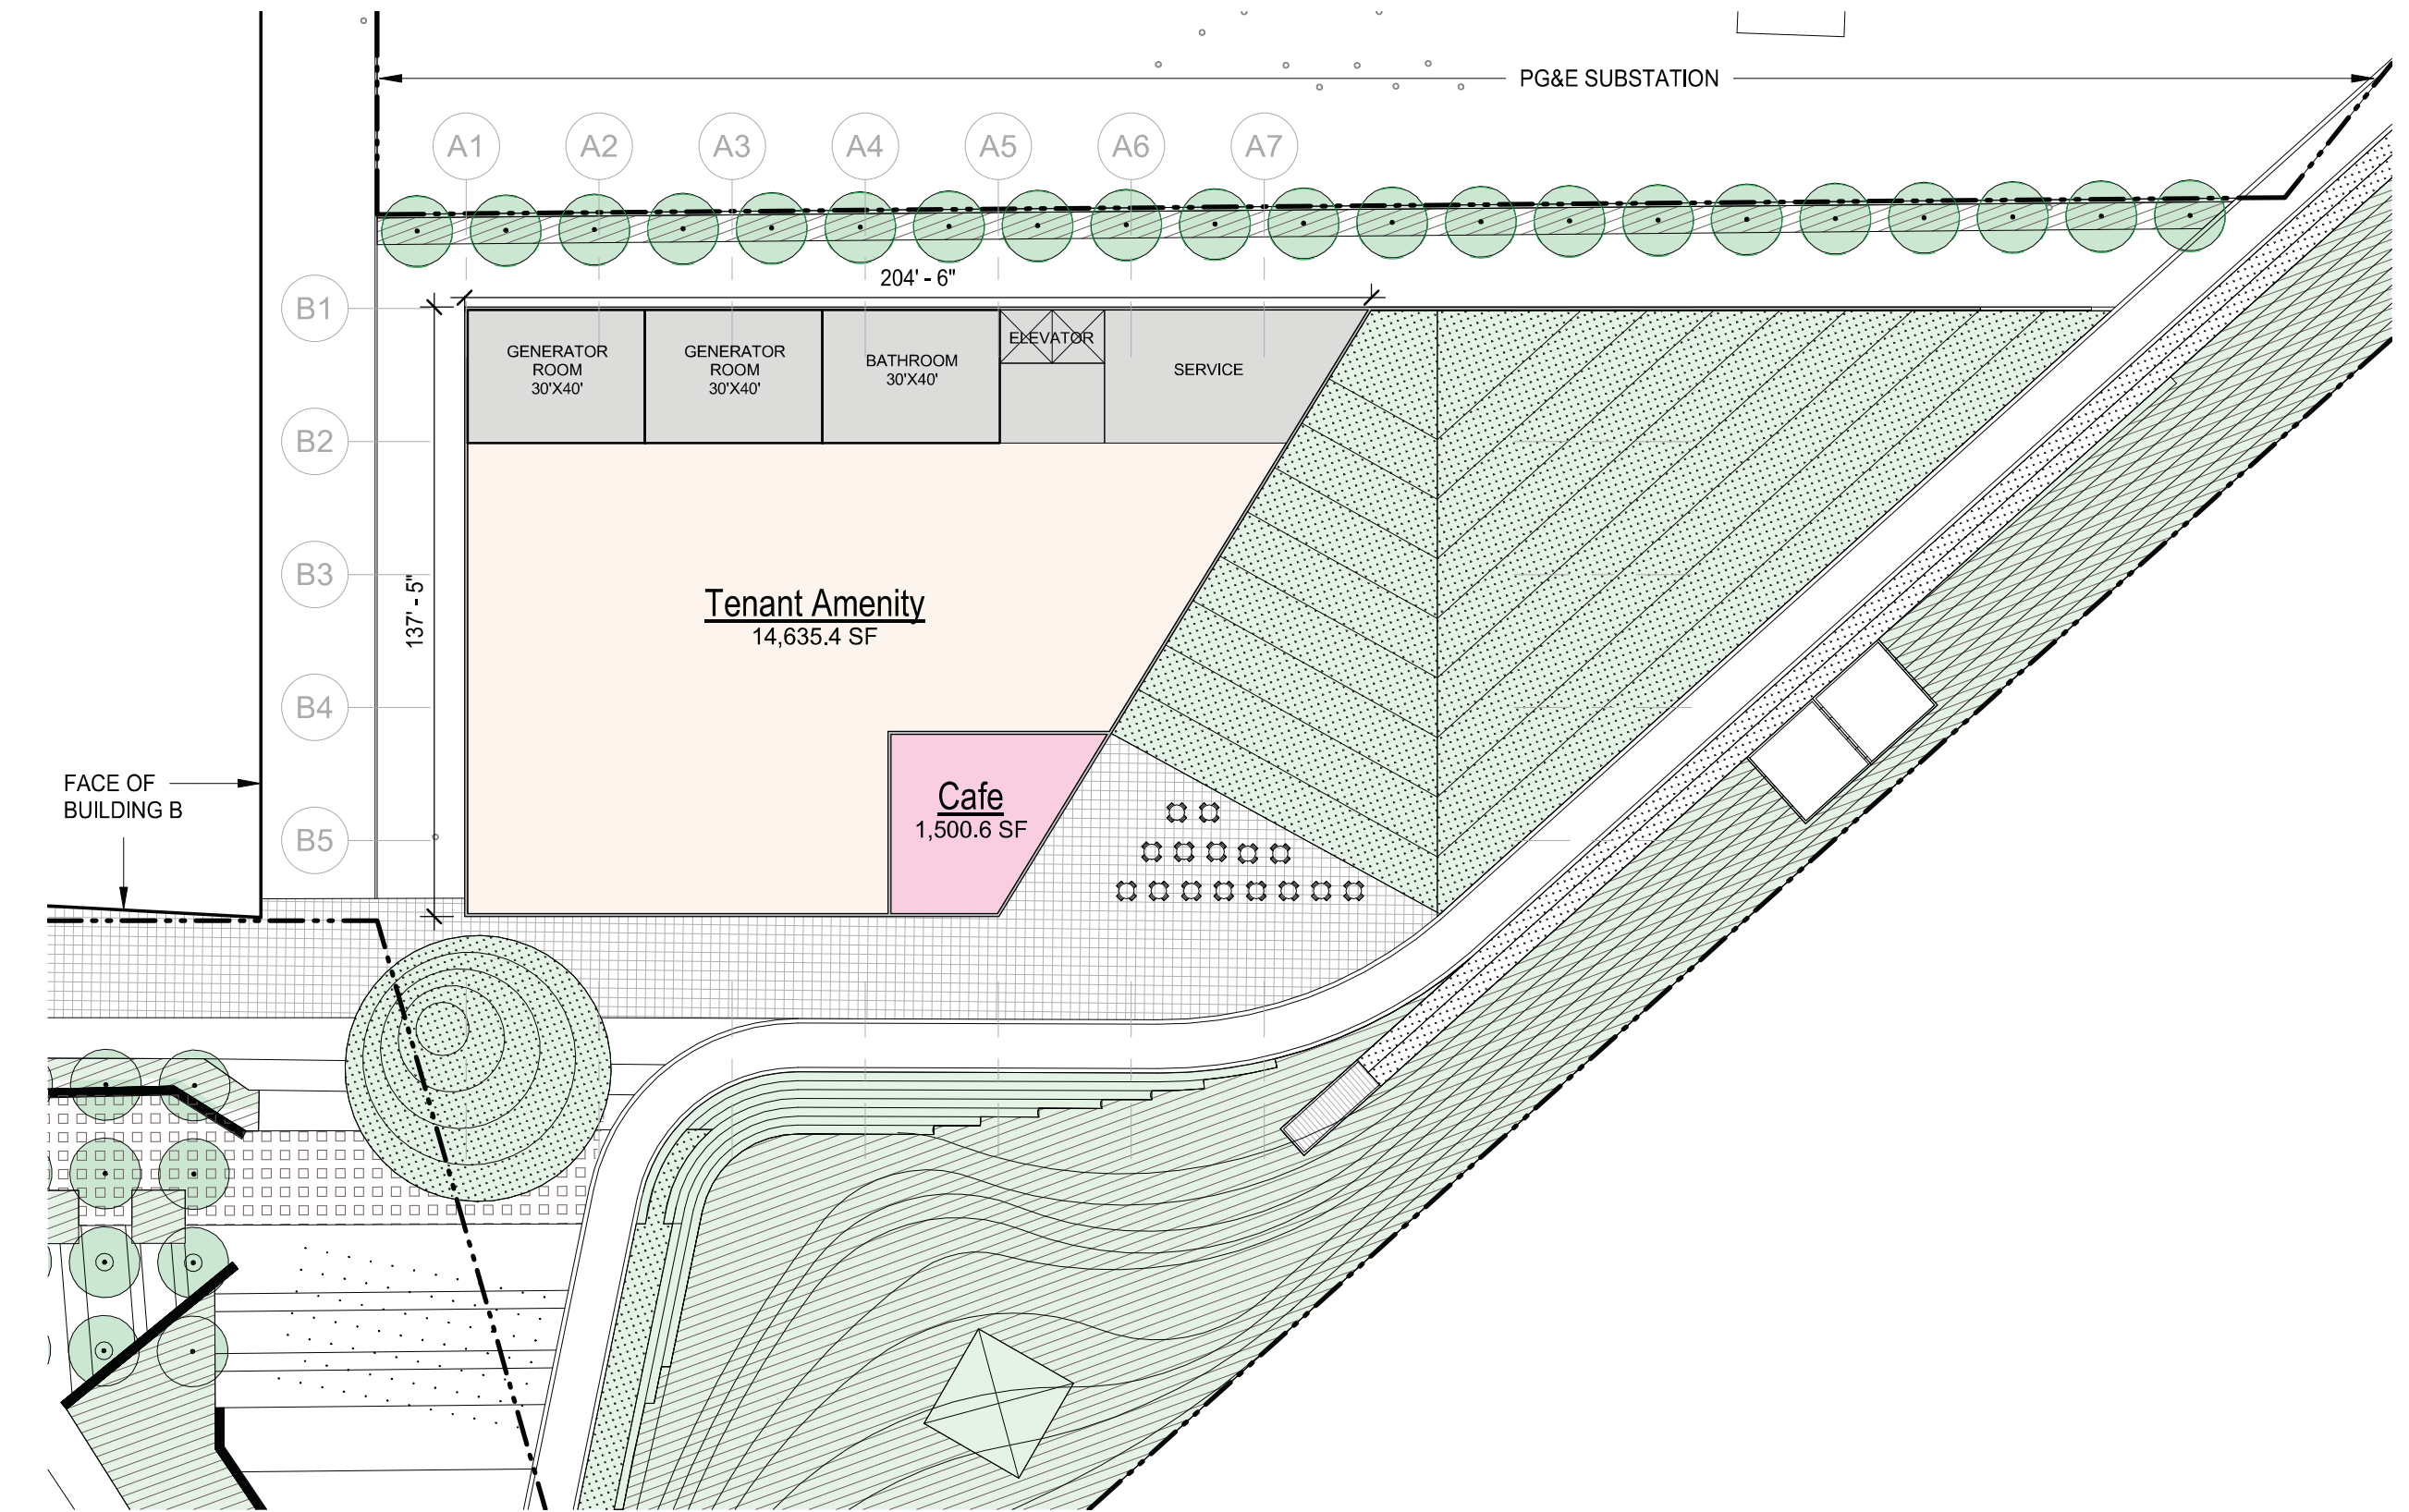 PG&E SUBSTATION
A1
A2
A3
A4
A5
A6
A7
204' - 6"
B1
B2
B3
B4
B5
137' - 5"
GENERATOR
ROOM
30'X40'
GENERATOR
ROOM
30'X40'
BATHROOM
30'X40'
ELEVATOR
SERVICE
Tenant Amenity
14,635.4 SF
Cafe
1,500.6 SF
FACE OF
BUILDING B